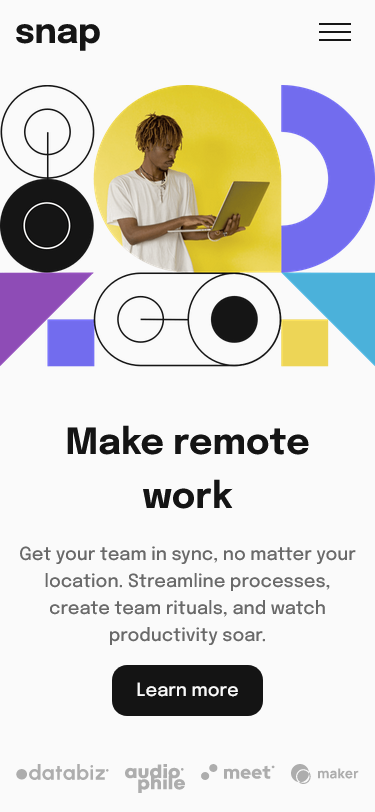 snap
Make remote
work
Get your team in sync, no matter your
location. Streamline processes,
create team rituals, and watch
productivity soar.
Learn more
databiz audiophile meet maker